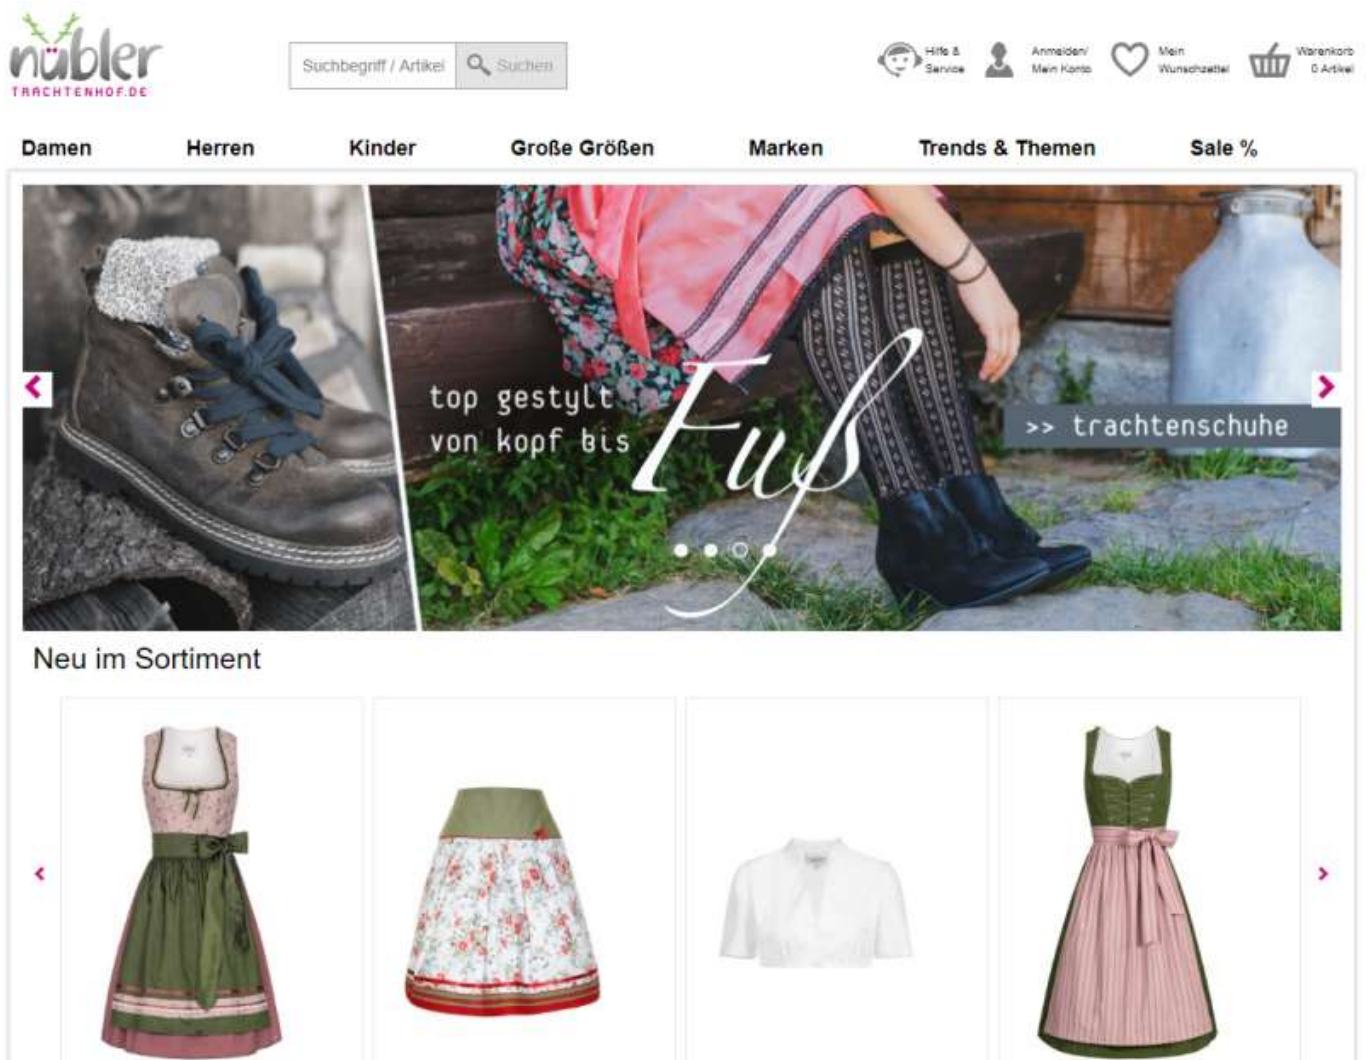 nübler
TRACHTENHOF.DE
Suchbegriff / Artikel
Suchen
Hilfe &
Service
Anmelden/
Mein Konto
Mein
Wunschzettel
Warenkorb
0 Artikel
Damen Herren Kinder Große Größen Marken Trends & Themen Sale %
top gestylt
von kopf bis
Fuß
>> trachtenschuhe
Neu im Sortiment